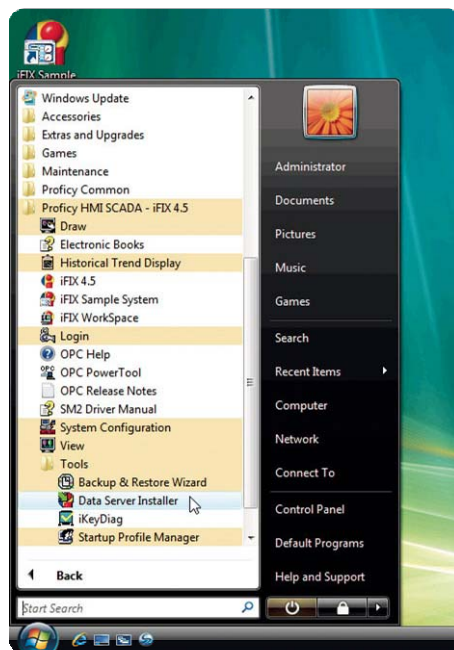 iFIX Sample
Windows Update
Accessories
Extras and Upgrades
Games
Maintenance
Proficy Common
Proficy HMI SCADA - iFIX 4.5
Draw
Electronic Books
Historical Trend Display
iFIX 4.5
iFIX Sample System
iFIX WorkSpace
Login
OPC Help
OPC PowerTool
OPC Release Notes
SM2 Driver Manual
System Configuration
View
Tools
Backup & Restore Wizard
Data Server Installer
iKeyDiag
Startup Profile Manager
Back
Start Search
Administrator
Documents
Pictures
Music
Games
Search
Recent Items
Computer
Network
Connect To
Control Panel
Default Programs
Help and Support